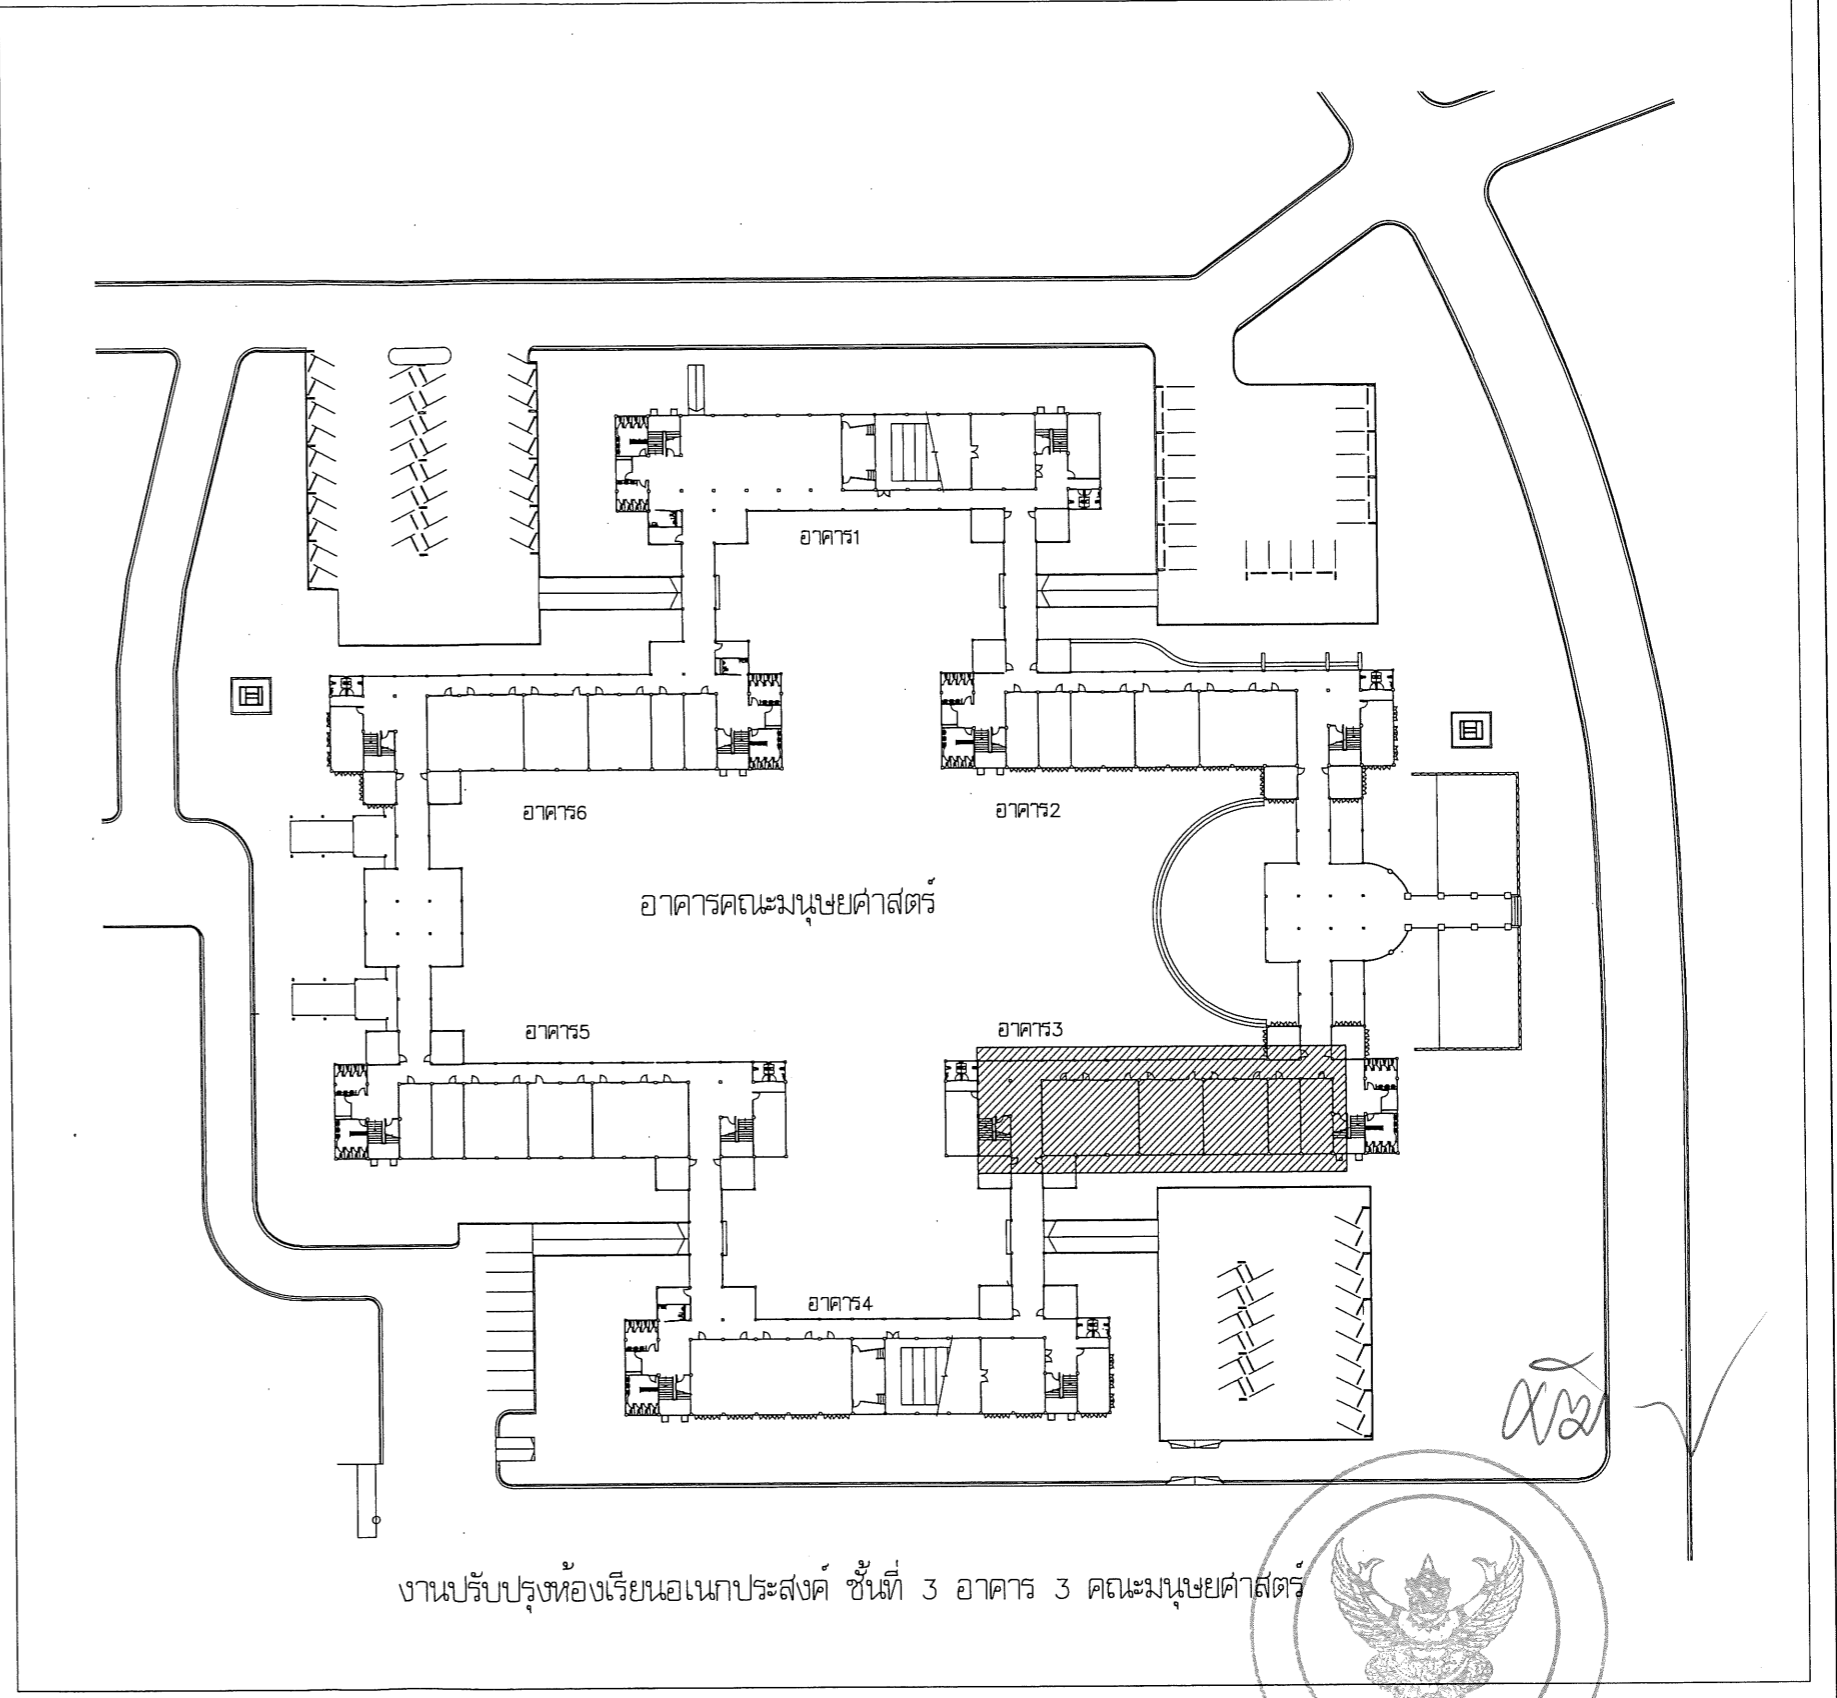 อาคาร1
อาคาร6
อาคาร2
อาคารคณะมนุษยศาสตร์
อาคาร5
อาคาร3
อาคาร4
งานปรับปรุงห้องเรียนอเนกประสงค์ ชั้นที่ 3 อาคาร 3 คณะมนุษยศาสตร์